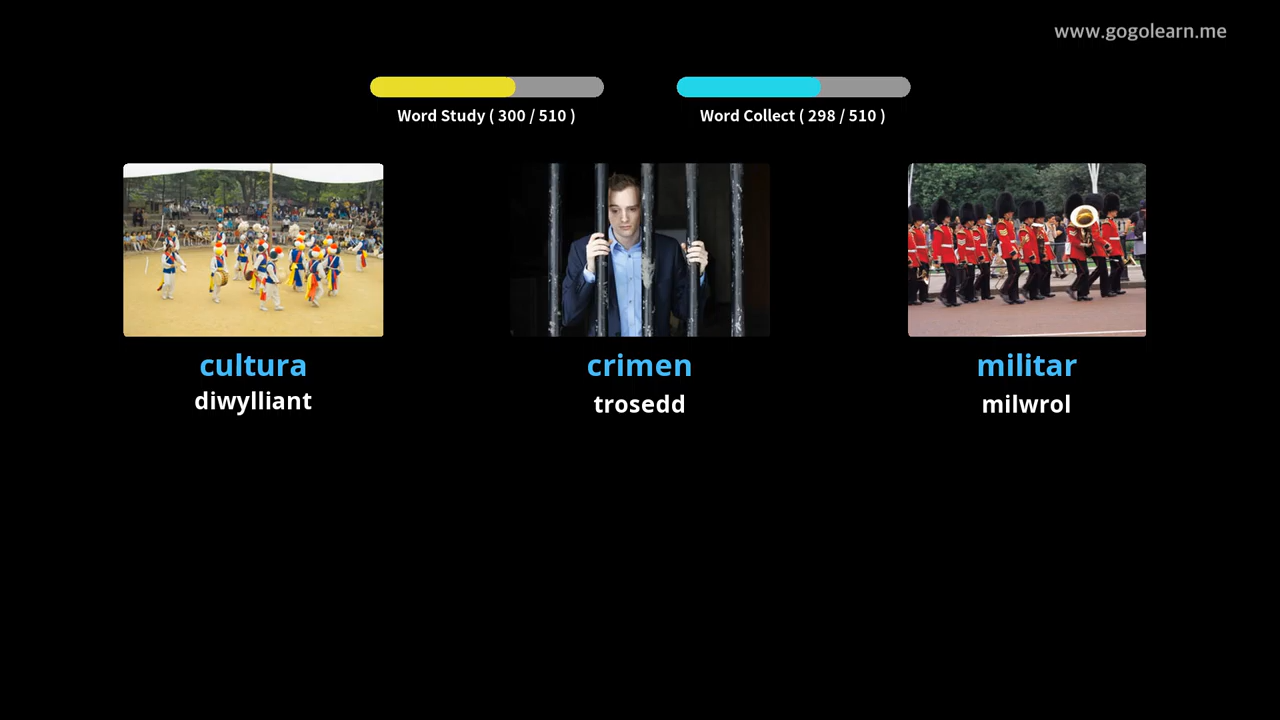 www.gogolearn.me
Word Study ( 300 / 510 )
Word Collect ( 298 / 510 )
cultura
diwylliant
crimen
trosedd
militar
milwrol